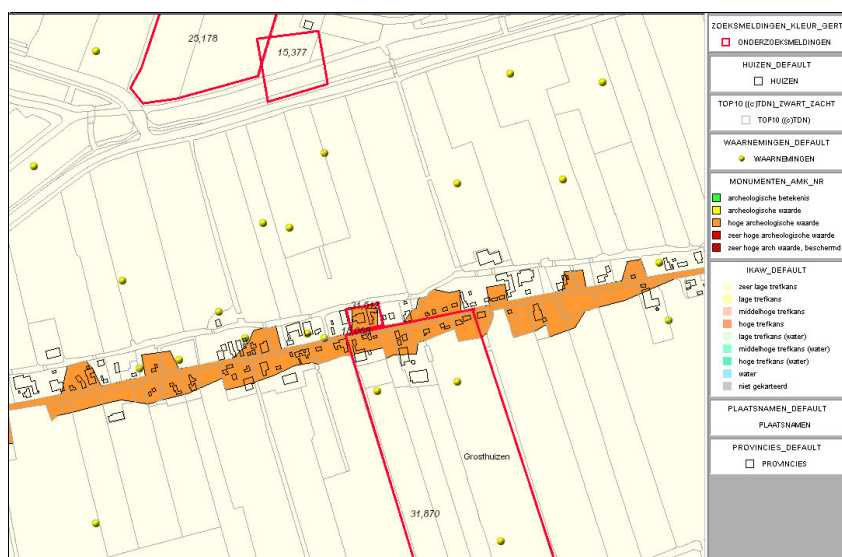 25,178
15,377
Grosthuizen
31,870
ZOEKSMELDINGEN_KLEUR_GERT
ONDERZOEKSMELDINGEN
HUIZEN_DEFAULT
HUIZEN
TOP10 ((c)TDN)_ZWART_ZACHT
TOP10 ((c)TDN)
WAARNEMINGEN_DEFAULT
WAARNEMINGEN
MONUMENTEN_AMK_NR
archeologische betekenis
archeologische waarde
hoge archeologische waarde
zeer hoge archeologische waarde
zeer hoge arch waarde, beschermd
IKAW_DEFAULT
zeer lage trefkans
lage trefkans
middelhoge trefkans
hoge trefkans
lage trefkans (water)
middelhoge trefkans (water)
hoge trefkans (water)
water
niet gekarteerd
PLAATSNAMEN_DEFAULT
PLAATSNAMEN
PROVINCIES_DEFAULT
PROVINCIES